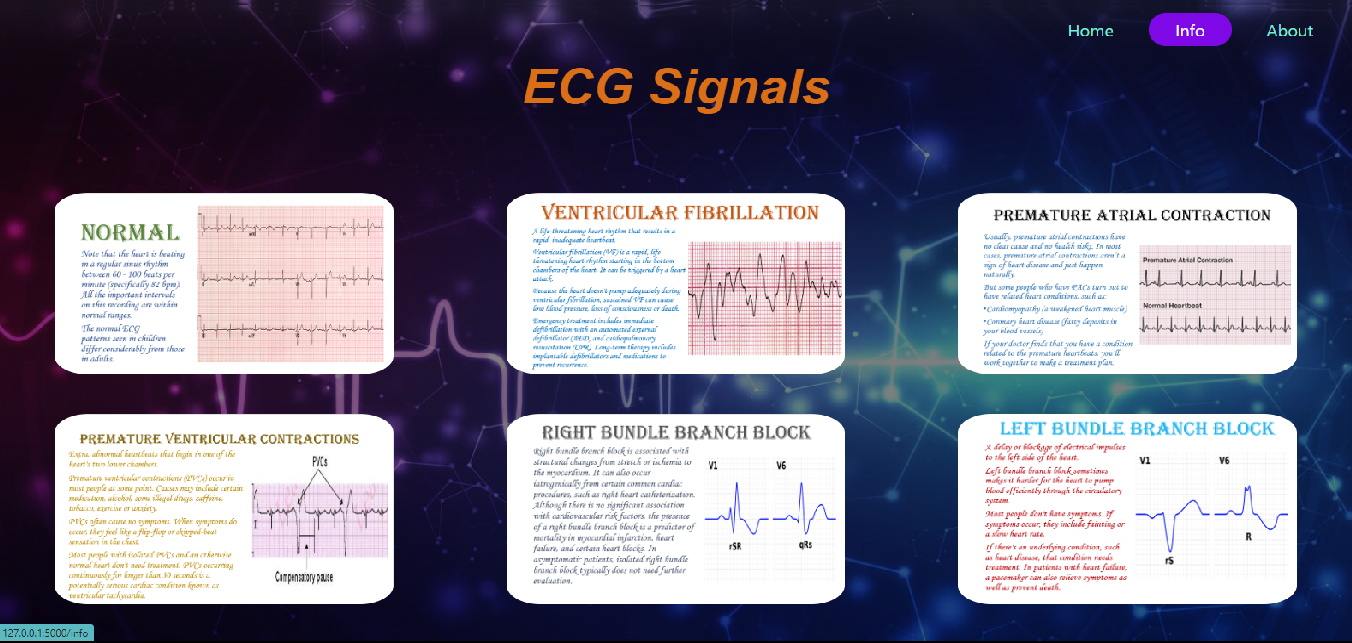 Home
Info
About
ECG Signals
NORMAL
Note that the heart is beating
in a regular sinus rhythm
between 60 - 100 beats per
minute (specifically 82 bpm).
All the important intervals
on this recording are within
normal ranges.
The normal ECG
patterns seen in children
differ considerably from those
in adults.
VENTRICULAR FIBRILLATION
A life threatening heart rhythm that results in a
rapid inadequate heartbeat.
Ventricular fibrillation (VF) is a rapid, life
threatening heart rhythm starting in the bottom
chambers of the heart. It can be triggered by a heart
attack.
Because the heart doesn't pump adequately during
ventricular fibrillation, sustained VF can cause
low blood pressure, loss of consciousness or death.
Emergency treatment includes immediate
defibrillation with an automated external
defibrillator (AED) and cardiopulmonary
resuscitation (CPR). Long-term therapy includes
implantable defibrillators and medications to
prevent recurrence.
PREMATURE ATRIAL CONTRACTION
Usually, premature atrial contractions have
no clear cause and no health risks. In most
cases, premature atrial contractions aren't a
sign of heart disease and just happen
naturally.
But some people who have PACs turn out to
have related heart conditions, such as:
•Cardiomyopathy (a weakened heart muscle)
•Coronary heart disease (fatty deposits in
your blood vessels)
If your doctor finds that you have a condition
related to the premature heartbeats, you'll
work together to make a treatment plan.
Premature Atrial Contraction
Normal Heartbeat
PREMATURE VENTRICULAR CONTRACTIONS
Extra, abnormal heartbeats that begin in one of the
heart's two lower chambers.
Premature ventricular contractions (PVCs) occur in
most people at some point. Causes may include certain
medication, alcohol, some illegal drugs, caffeine,
tobacco, exercise or anxiety.
PVCs often cause no symptoms. When symptoms do
occur, they feel like a flip-flop or skipped-beat
sensation in the chest.
Most people with isolated PVCs and an otherwise
normal heart don't need treatment. PVCs occurring
continuously for longer than 30 seconds is a
potentially serious cardiac condition known as
ventricular tachycardia.
PVCs
Compensatory pause
RIGHT BUNDLE BRANCH BLOCK
Right bundle branch block is associated with
structural changes from stretch or ischemia to
the myocardium. It can also occur
iatrogenically from certain common cardiac
procedures, such as right heart catheterization.
Although there is no significant association
with cardiovascular risk factors, the presence
of a right bundle branch block is a predictor of
mortality in myocardial infarction, heart
failure, and certain heart blocks. In
asymptomatic patients, isolated right bundle
branch block typically does not need further
evaluation.
V1
V6
rSR
qRs
LEFT BUNDLE BRANCH BLOCK
A delay or blockage of electrical impulses
to the left side of the heart.
Left bundle branch block sometimes
makes it harder for the heart to pump
blood efficiently through the circulatory
system.
Most people don't have symptoms. If
symptoms occur, they include fainting or
a slow heart rate.
If there's an underlying condition, such
as heart disease, that condition needs
treatment. In patients with heart failure,
a pacemaker can also relieve symptoms as
well as prevent death.
V1
V6
rS
R
127.0.0.1:5000/info